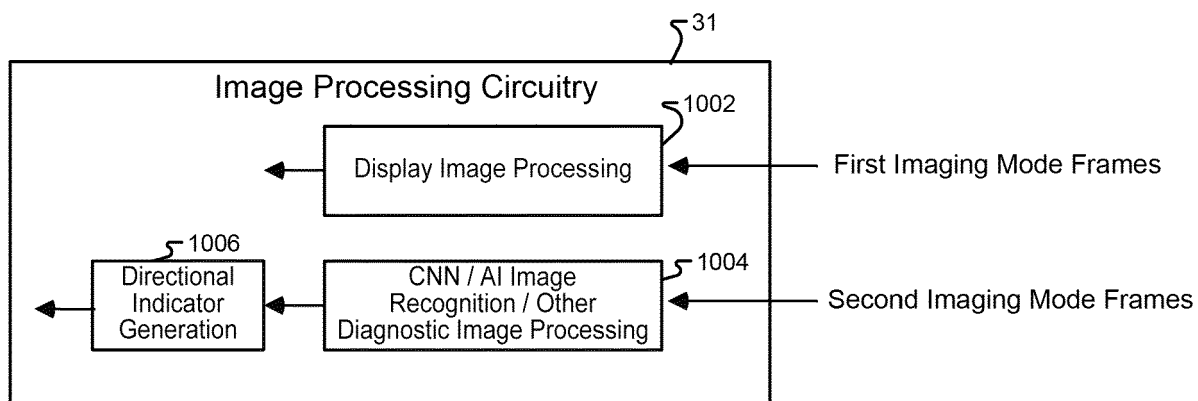 31
Image Processing Circuitry
1002
Display Image Processing
First Imaging Mode Frames
1006
Directional
Indicator
Generation
1004
CNN / AI Image
Recognition / Other
Diagnostic Image Processing
Second Imaging Mode Frames